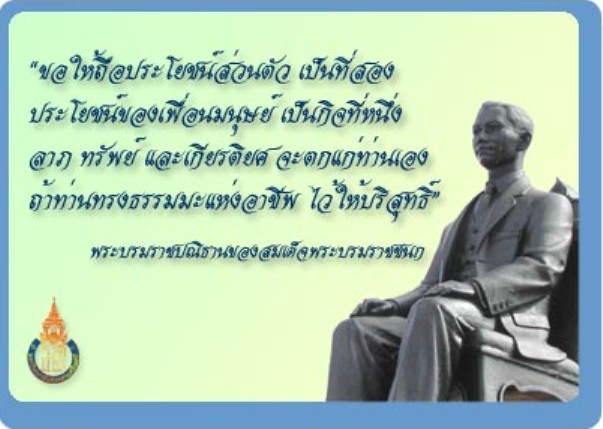 “ขอให้ถือประโยชน์ส่วนตัว เป็นที่สอง
ประโยชน์ของเพื่อนมนุษย์ เป็นกิจที่หนึ่ง
ลาภ ทรัพย์ และเกียรติยศ จะตกแก่ท่านเอง
ถ้าท่านทรงธรรมมะแห่งอาชีพ ไว้ให้บริสุทธิ์”
พระบรมราชปณิธานของสมเด็จพระบรมราชชนก